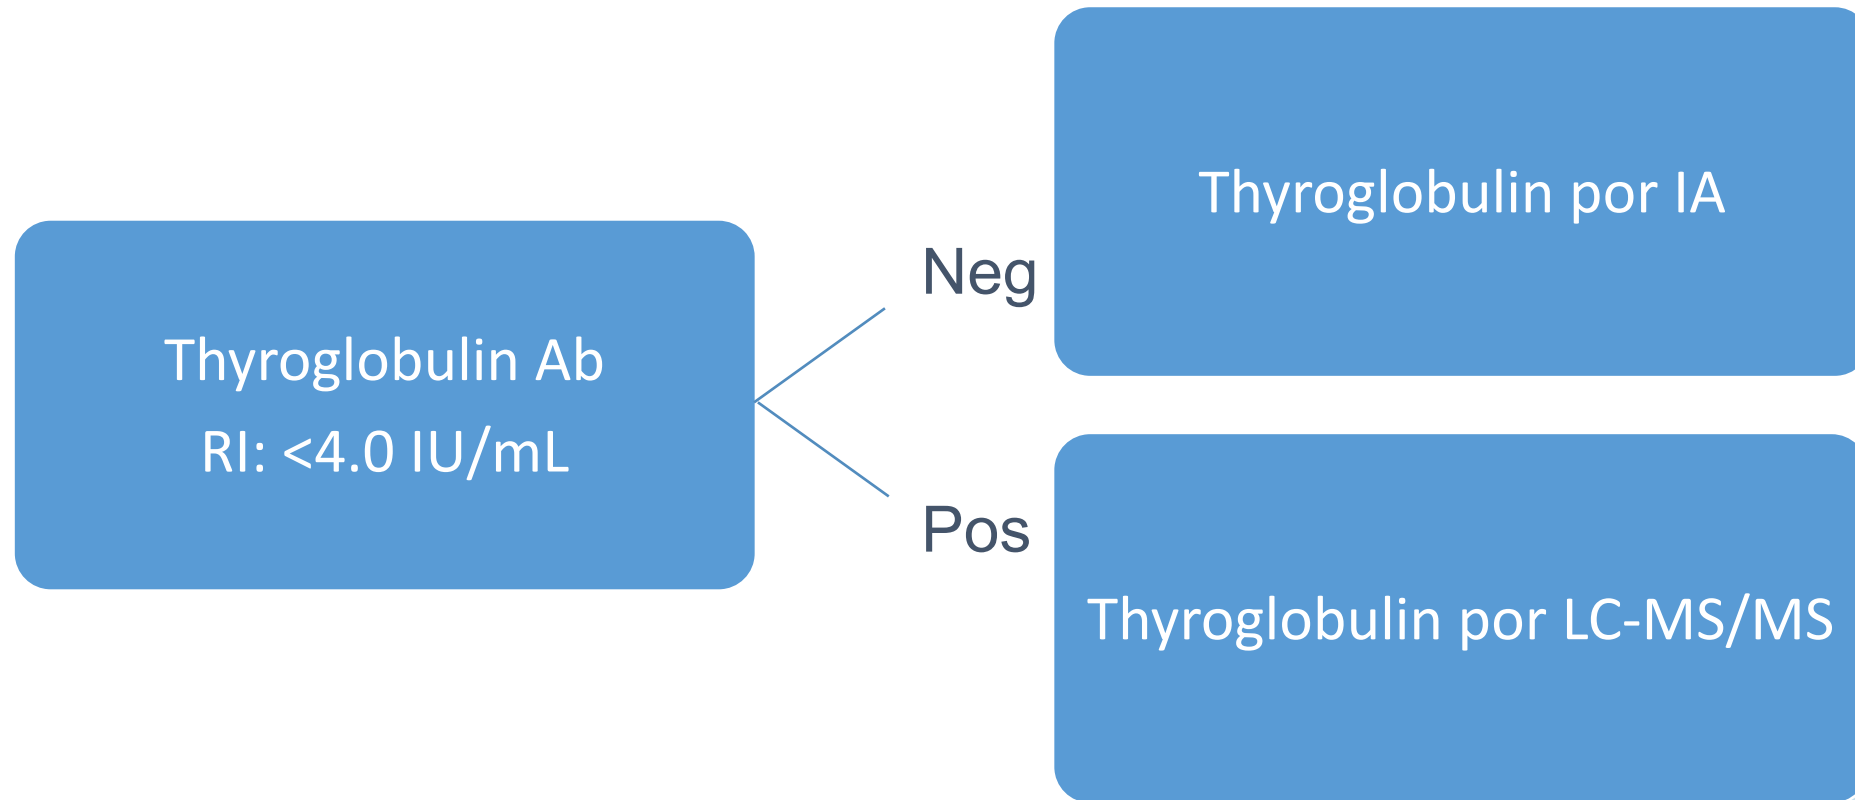 Thyroglobulin Ab
RI: <4.0 IU/mL
Neg
Thyroglobulin por IA
Pos
Thyroglobulin por LC-MS/MS